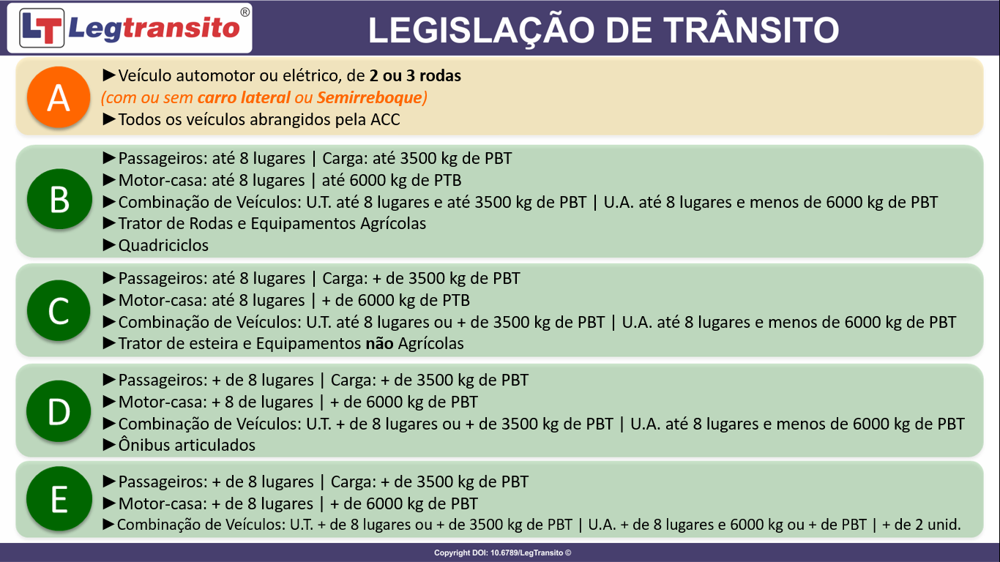 LT Legtransito®
LEGISLAÇÃO DE TRÂNSITO
A
►Veículo automotor ou elétrico, de 2 ou 3 rodas
(com ou sem carro lateral ou Semirreboque)
►Todos os veículos abrangidos pela ACC
B
►Passageiros: até 8 lugares | Carga: até 3500 kg de PBT
►Motor-casa: até 8 lugares | até 6000 kg de PTB
►Combinação de Veículos: U.T. até 8 lugares e até 3500 kg de PBT | U.A. até 8 lugares e menos de 6000 kg de PBT
►Trator de Rodas e Equipamentos Agrícolas
►Quadriciclos
C
►Passageiros: até 8 lugares | Carga: + de 3500 kg de PBT
►Motor-casa: até 8 lugares | + de 6000 kg de PTB
►Combinação de Veículos: U.T. até 8 lugares ou + de 3500 kg de PBT | U.A. até 8 lugares e menos de 6000 kg de PBT
►Trator de esteira e Equipamentos não Agrícolas
D
►Passageiros: + de 8 lugares | Carga: + de 3500 kg de PBT
►Motor-casa: + 8 de lugares | + de 6000 kg de PBT
►Combinação de Veículos: U.T. + de 8 lugares ou + de 3500 kg de PBT | U.A. até 8 lugares e menos de 6000 kg de PBT
►Ônibus articulados
E
►Passageiros: + de 8 lugares | Carga: + de 3500 kg de PBT
►Motor-casa: + de 8 lugares | + de 6000 kg de PBT
►Combinação de Veículos: U.T. + de 8 lugares ou + de 3500 kg de PBT | U.A. + de 8 lugares e 6000 kg ou + de PBT | + de 2 unid.
Copyright DOI: 10.6789/LegTransito ©